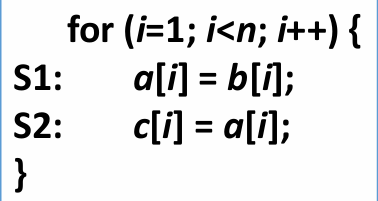 for (i=1; i<n; i++) {
S1: a[i] = b[i];
S2: c[i] = a[i];
}